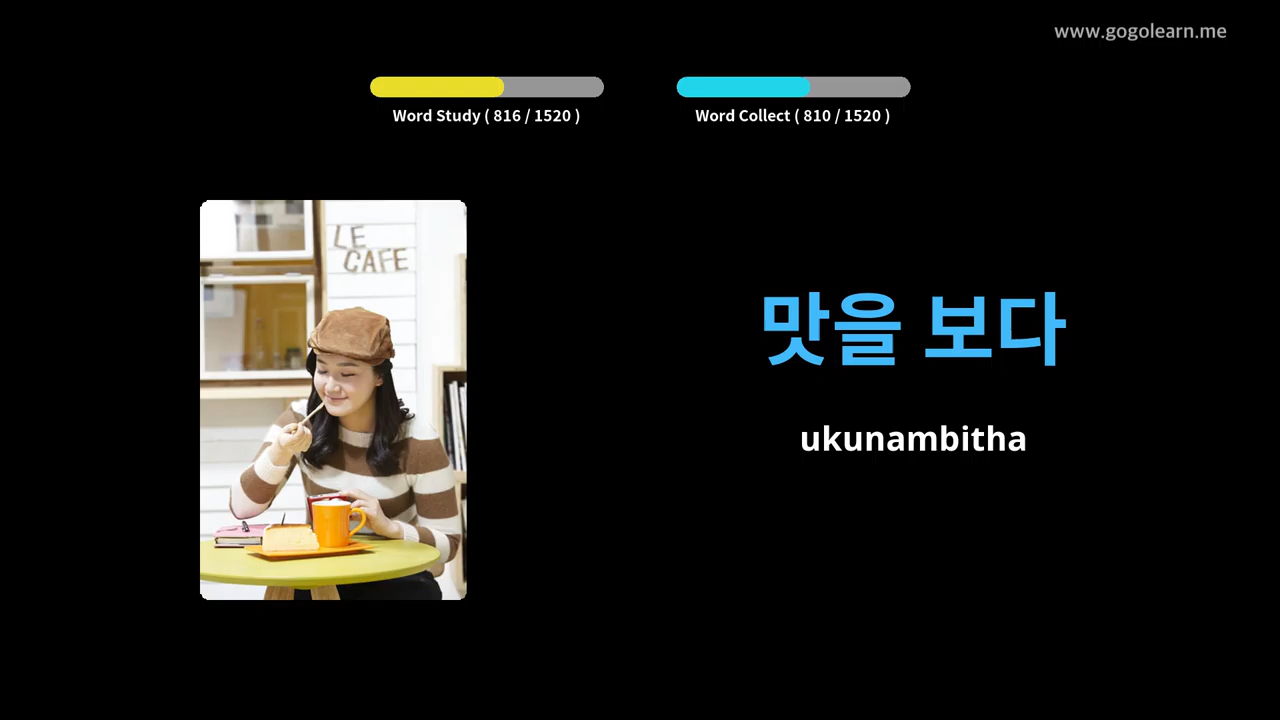 www.gogolearn.me
Word Study ( 816 / 1520 )
Word Collect ( 810 / 1520 )
LE
CAFE
맛을 보다
ukunambitha